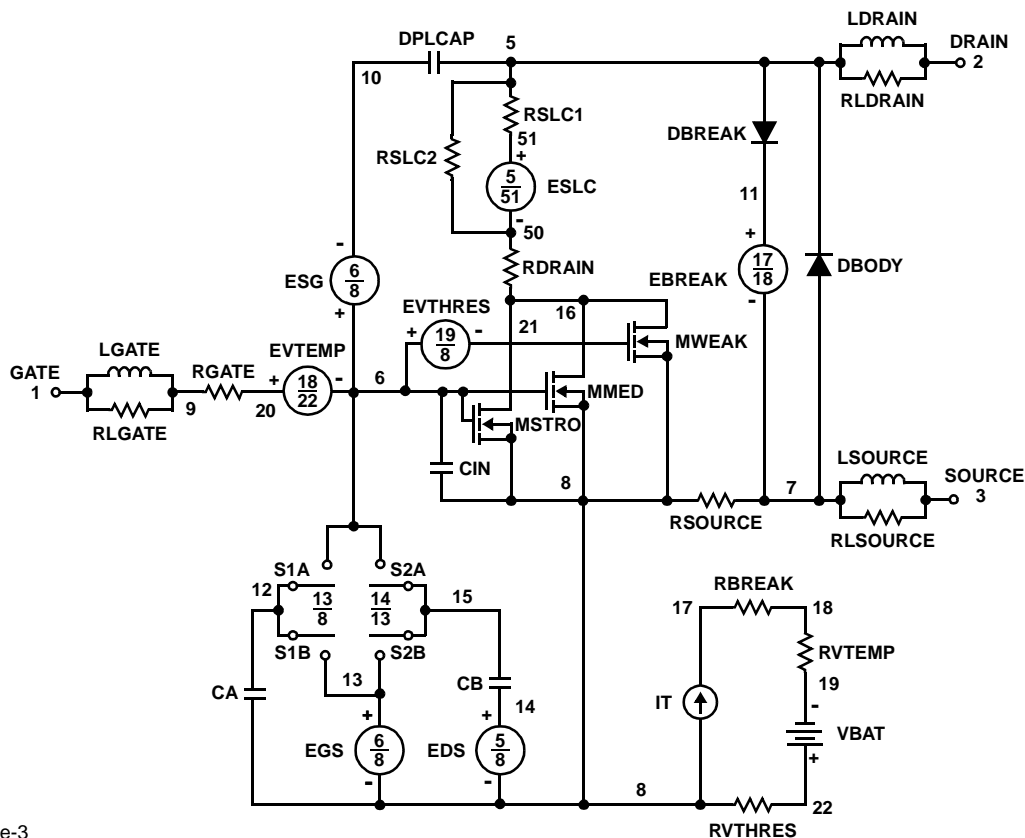 LDRAIN
DPLCAP
5
DRAIN
2
10
RLDRAIN
RSLC1
DBREAK
51
RSLC2
+
5
51
ESLC
11
-
50
-
+
17
18
EBREAK
-
DBODY
RDRAIN
ESG
6
8
+
EVTHRES
16
21
+
19
8
-
MWEAK
LGATE
EVTEMP
GATE
1
RGATE
+
18
22
-
6
MMED
9
20
RLGATE
MSTRO
CIN
LSOURCE
8
7
SOURCE
3
RSOURCE
RLSOURCE
S1A
S2A
12
13
8
14
13
15
RBREAK
17
18
S1B
S2B
RVTEMP
13
CB
19
CA
14
IT
-
+
+
VBAT
EGS
6
8
EDS
5
8
+
-
-
8
22
RVTHRES
e-3